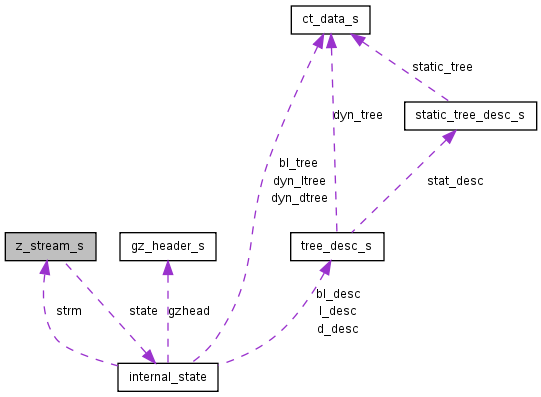 ct_data_s
static_tree
static_tree_desc_s
dyn_tree
bl_tree
dyn_ltree
dyn_dtree
stat_desc
z_stream_s
gz_header_s
tree_desc_s
strm
state
gzhead
bl_desc
l_desc
d_desc
internal_state